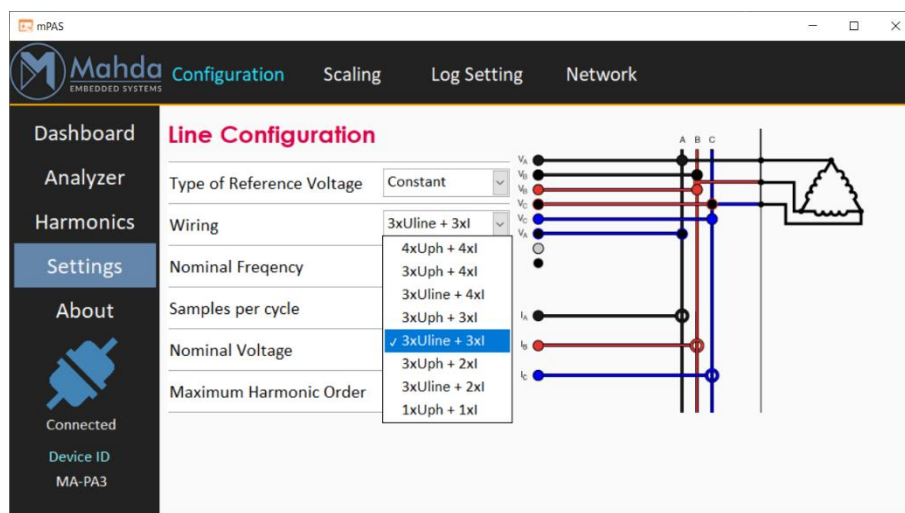 mPAS
Mahda
EMBEDDED SYSTEMS
Configuration
Scaling
Log Setting
Network
Dashboard
Analyzer
Harmonics
Settings
About
Connected
Device ID
MA-PA3
Line Configuration
Type of Reference Voltage
Constant
Wiring
3xUline + 3xI
Nominal Freqency
Samples per cycle
Nominal Voltage
Maximum Harmonic Order
4xUph + 4xI
3xUph + 4xI
3xUline + 4xI
3xUph + 3xI
✓ 3xUline + 3xI
3xUph + 2xI
3xUline + 2xI
1xUph + 1xI
A B C
VA
VB
VB
VC
VC
VA
IA
IB
IC